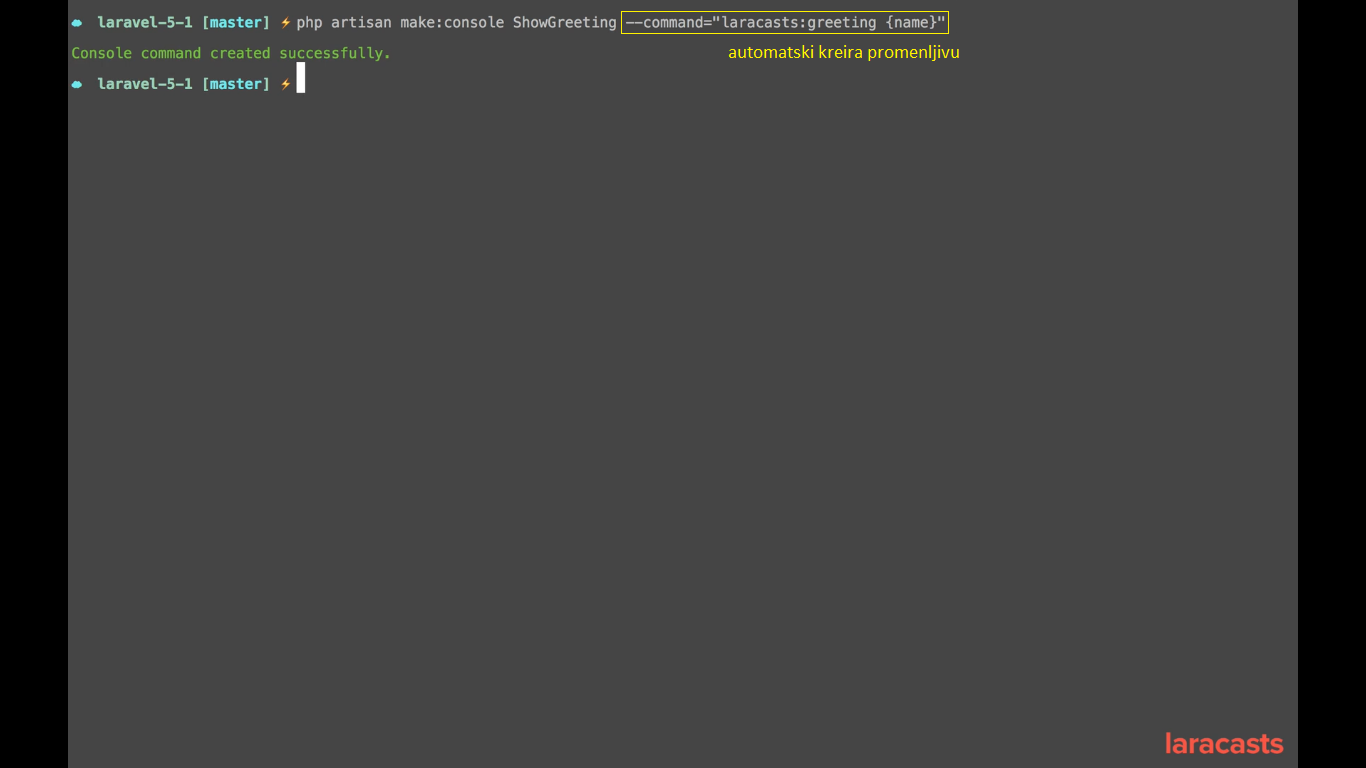 laravel-5-1 [master] ⚡php artisan make:console ShowGreeting --command="laracasts:greeting {name}"
Console command created successfully.
automatski kreira promenljivu
laravel-5-1 [master] ⚡
laracasts